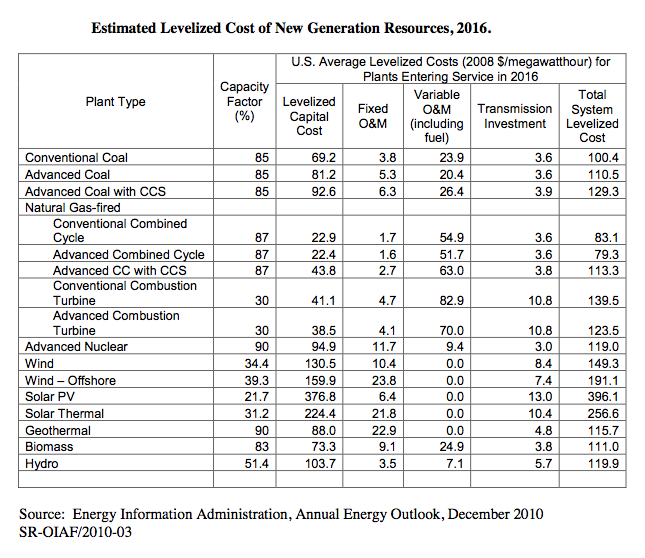 Estimated Levelized Cost of New Generation Resources, 2016.
Plant Type
Capacity
Factor
(%)
U.S. Average Levelized Costs (2008 $/megawatthour) for
Plants Entering Service in 2016
Levelized
Capital
Cost
Fixed
O&M
Variable
O&M
(including
fuel)
Transmission
Investment
Total
System
Levelized
Cost
Conventional Coal 85 69.2 3.8 23.9 3.6 100.4
Advanced Coal 85 81.2 5.3 20.4 3.6 110.5
Advanced Coal with CCS 85 92.6 6.3 26.4 3.9 129.3
Natural Gas-fired
Conventional Combined
Cycle 87 22.9 1.7 54.9 3.6 83.1
Advanced Combined Cycle 87 22.4 1.6 51.7 3.6 79.3
Advanced CC with CCS 87 43.8 2.7 63.0 3.8 113.3
Conventional Combustion
Turbine 30 41.1 4.7 82.9 10.8 139.5
Advanced Combustion
Turbine 30 38.5 4.1 70.0 10.8 123.5
Advanced Nuclear 90 94.9 11.7 9.4 3.0 119.0
Wind 34.4 130.5 10.4 0.0 8.4 149.3
Wind – Offshore 39.3 159.9 23.8 0.0 7.4 191.1
Solar PV 21.7 376.8 6.4 0.0 13.0 396.1
Solar Thermal 31.2 224.4 21.8 0.0 10.4 256.6
Geothermal 90 88.0 22.9 0.0 4.8 115.7
Biomass 83 73.3 9.1 24.9 3.8 111.0
Hydro 51.4 103.7 3.5 7.1 5.7 119.9
Source: Energy Information Administration, Annual Energy Outlook, December 2010
SR-OIAF/2010-03